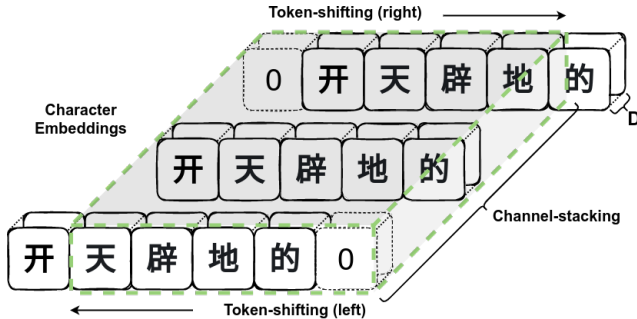 Token-shifting (right)
0 开 天 辟 地 的
D
Character
Embeddings
开 天 辟 地 的
Channel-stacking
开 天 辟 地 的 0
Token-shifting (left)